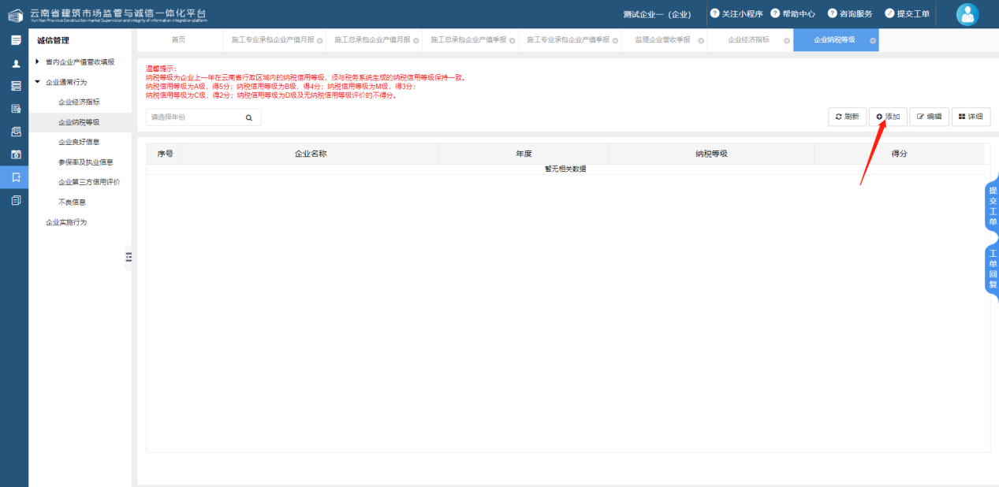 云南省建筑市场监管与诚信一体化平台
Yun Nan Province Construction market Supervision and integrity of information integration platform
测试企业一（企业）
关注小程序
帮助中心
咨询服务
提交工单
诚信管理
省内企业产值营收填报
企业通常行为
企业经济指标
企业纳税等级
企业良好信息
参保率及执业信息
企业第三方信用评价
不良信息
企业实施行为
首页
施工专业承包企业产值月报
施工总承包企业产值月报
施工总承包企业产值季报
施工专业承包企业产值季报
监理企业营收季报
企业经济指标
企业纳税等级
温馨提示：
纳税等级为企业上一年在云南省行政区域内的纳税信用等级，须与税务系统生成的纳税信用等级保持一致。
纳税信用等级为A级，得5分；纳税信用等级为B级，得4分；纳税信用等级为M级，得3分；
纳税信用等级为C级，得2分；纳税信用等级为D级及无纳税信用等级评价的不得分。
请选择年份
刷新
添加
编辑
详细
序号
企业名称
年度
纳税等级
得分
暂无相关数据
提交工单
工单回复